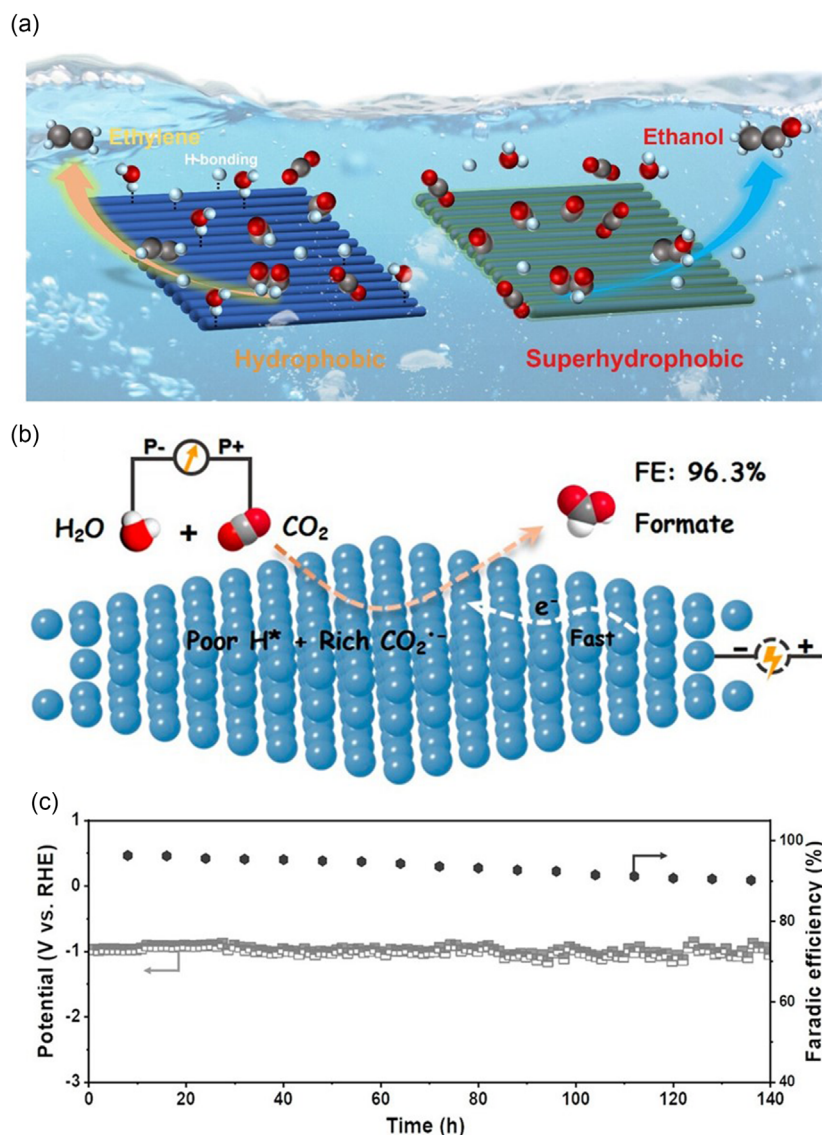 (a)
Ethylene
H-bonding
Ethanol
Hydrophobic
Superhydrophobic
(b)
P- P+
H₂O + CO₂
FE: 96.3%
Formate
Poor H* + Rich CO₂•−
e⁻
Fast
− +
(c)
Potential (V vs. RHE)
1
0
-1
-2
-3
0 20 40 60 80 100 120 140
Time (h)
100
90
80
70
60
40
Faradic efficiency (%)